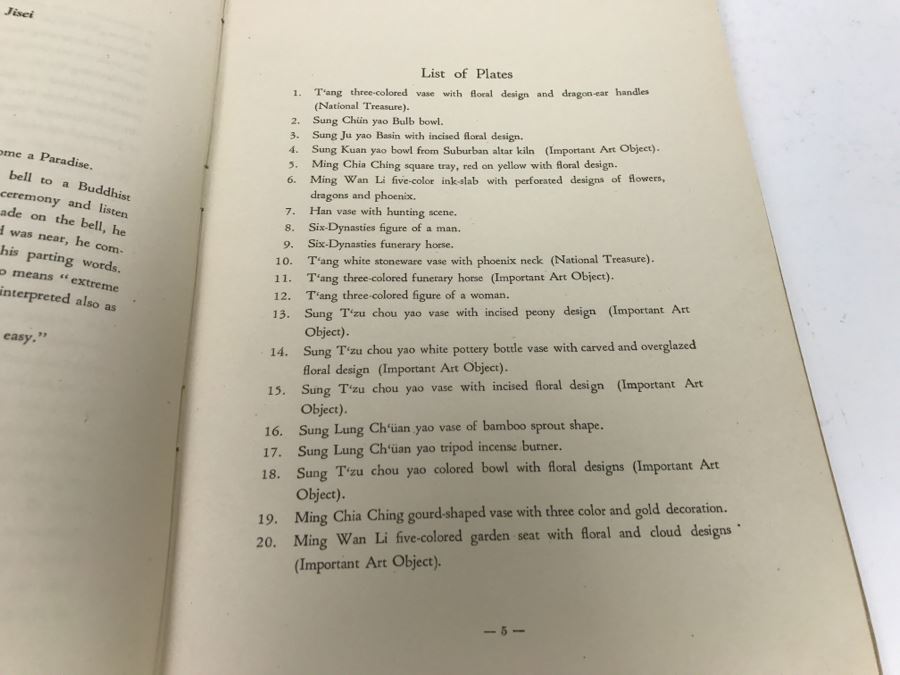 Jisei
ome a Paradise.
bell to a Buddhist
ceremony and listen
ade on the bell, he
d was near, he com-
his parting words.
o means “extreme
interpreted also as
easy.”
List of Plates
1. T‘ang three-colored vase with floral design and dragon-ear handles
(National Treasure).
2. Sung Chün yao Bulb bowl.
3. Sung Ju yao Basin with incised floral design.
4. Sung Kuan yao bowl from Suburban altar kiln (Important Art Object).
5. Ming Chia Ching square tray, red on yellow with floral design.
6. Ming Wan Li five-color ink-slab with perforated designs of flowers,
dragons and phoenix.
7. Han vase with hunting scene.
8. Six-Dynasties figure of a man.
9. Six-Dynasties funerary horse.
10. T‘ang white stoneware vase with phoenix neck (National Treasure).
11. T‘ang three-colored funerary horse (Important Art Object).
12. T‘ang three-colored figure of a woman.
13. Sung T‘zu chou yao vase with incised peony design (Important Art
Object).
14. Sung T‘zu chou yao white pottery bottle vase with carved and overglazed
floral design (Important Art Object).
15. Sung T‘zu chou yao vase with incised floral design (Important Art
Object).
16. Sung Lung Ch‘üan yao vase of bamboo sprout shape.
17. Sung Lung Ch‘üan yao tripod incense burner.
18. Sung T‘zu chou yao colored bowl with floral designs (Important Art
Object).
19. Ming Chia Ching gourd-shaped vase with three color and gold decoration.
20. Ming Wan Li five-colored garden seat with floral and cloud designs
(Important Art Object).
— 5 —